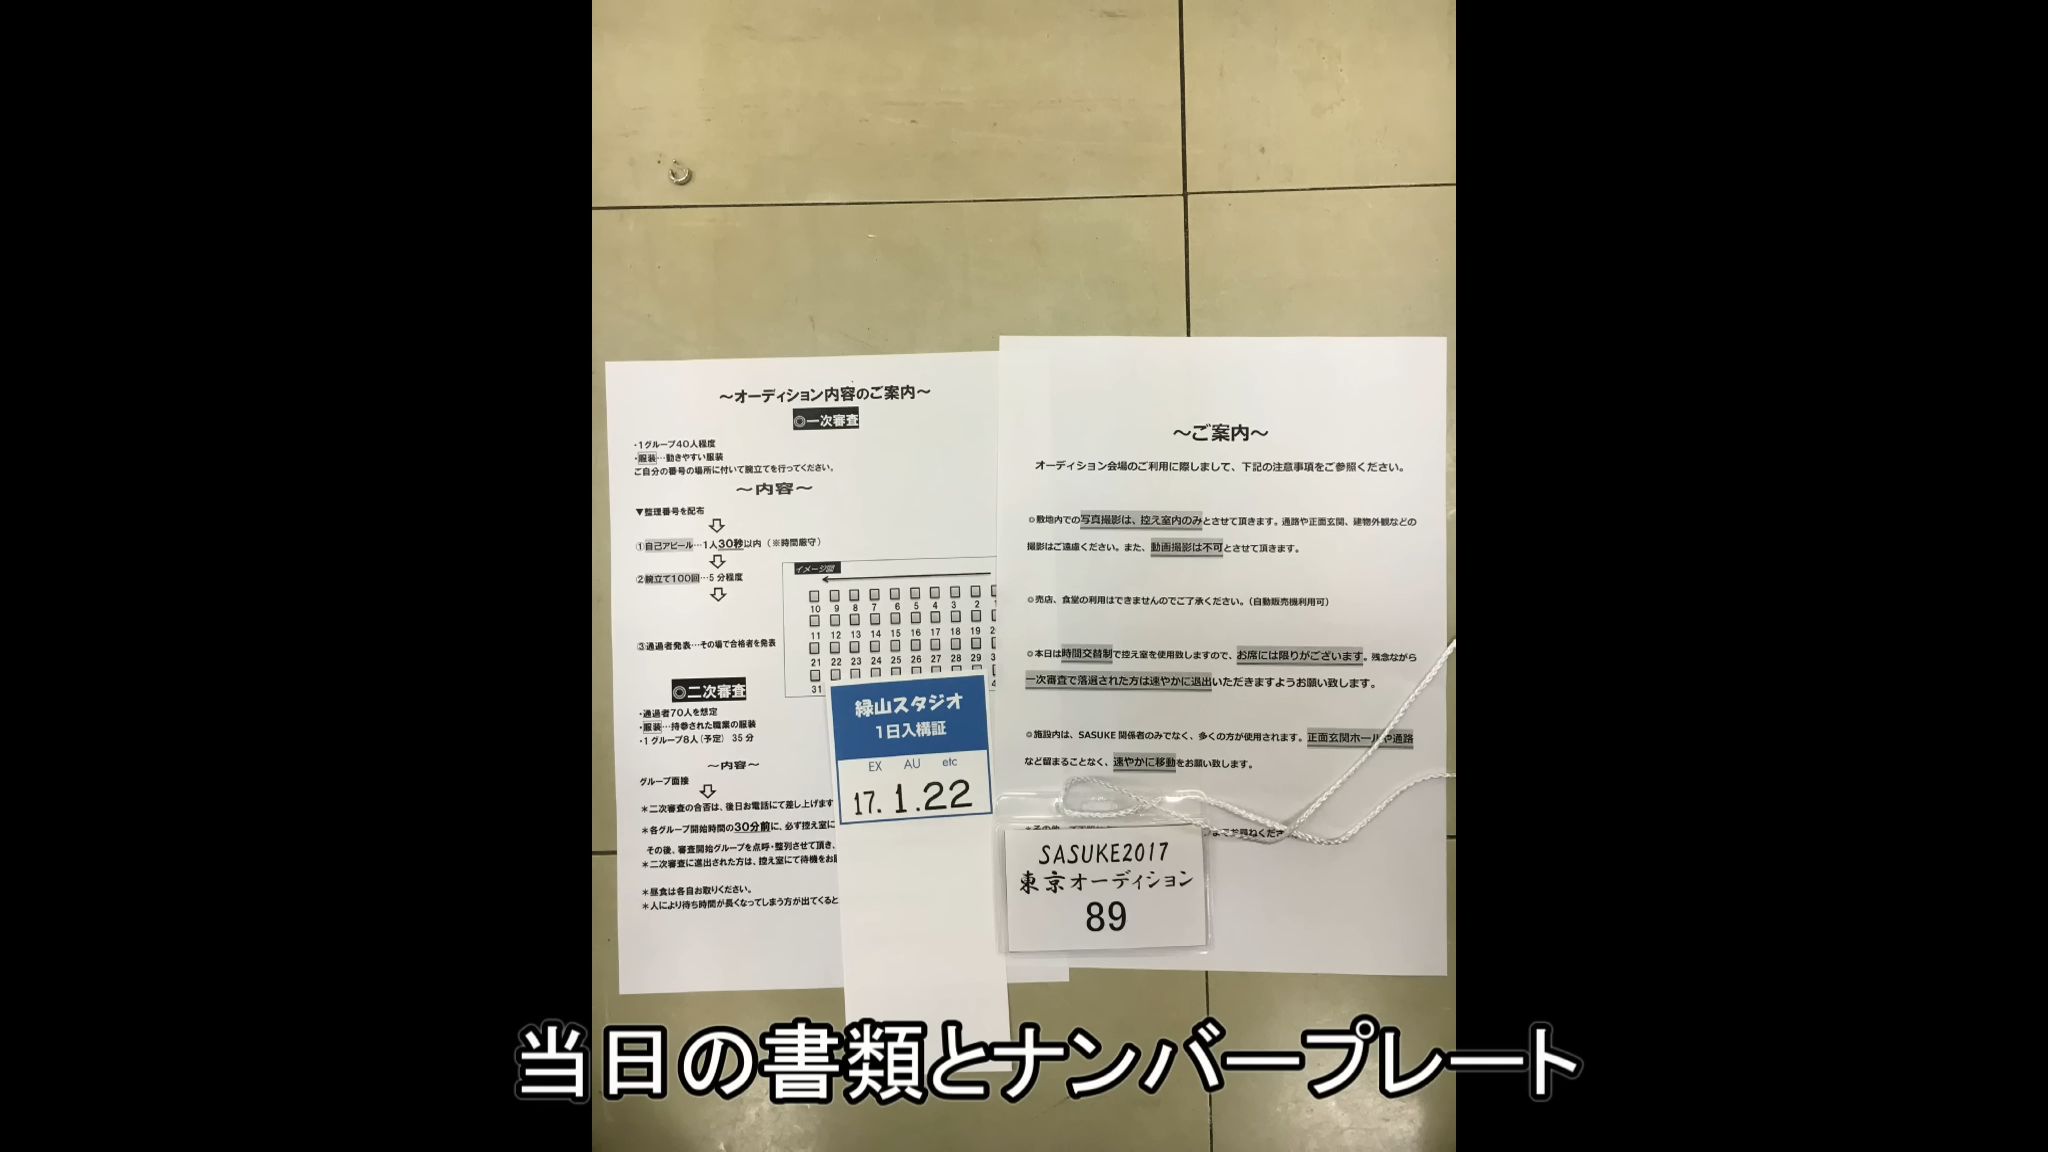 ～オーディション内容のご案内～
◎一次審査
・1グループ40人程度
・服装…動きやすい服装
ご自分の番号の場所に付いて腕立てを行ってください。
～内容～
▼整理番号を配布
①自己アピール…1人30秒以内（※時間厳守）
②腕立て100回…5分程度
③通過者発表…その場で合格者を発表
イメージ図
10 9 8 7 6 5 4 3 2 1
11 12 13 14 15 16 17 18 19 2
21 22 23 24 25 26 27 28 29 3
31
◎二次審査
・通過者70人を想定
・服装…持参された職業の服装
・1グループ8人（予定） 35分
～内容～
グループ面接
＊二次審査の合否は、後日お電話にて差し上げます
＊各グループ開始時間の30分前に、必ず控え室に
その後、審査開始グループを点呼・整列させて頂き、
＊二次審査に進出された方は、控え室にて待機をお
＊昼食は各自お取りください。
＊人により待ち時間が長くなってしまう方が出てくると
緑山スタジオ
1日入構証
EX AU etc
17. 1.22
～ご案内～
オーディション会場のご利用に際しまして、下記の注意事項をご参照ください。
◎敷地内での写真撮影は、控え室内のみとさせて頂きます。通路や正面玄関、建物外観などの
撮影はご遠慮ください。また、動画撮影は不可とさせて頂きます。
◎売店、食堂の利用はできませんのでご了承ください。（自動販売機利用可）
◎本日は時間交替制で控え室を使用致しますので、お席には限りがございます。残念ながら
一次審査で落選された方は速やかに退出いただきますようお願い致します。
◎施設内は、SASUKE関係者のみでなく、多くの方が使用されます。正面玄関ホールや通路
など留まることなく、速やかに移動をお願い致します。
SASUKE2017
東京オーディション
89
当日の書類とナンバープレート